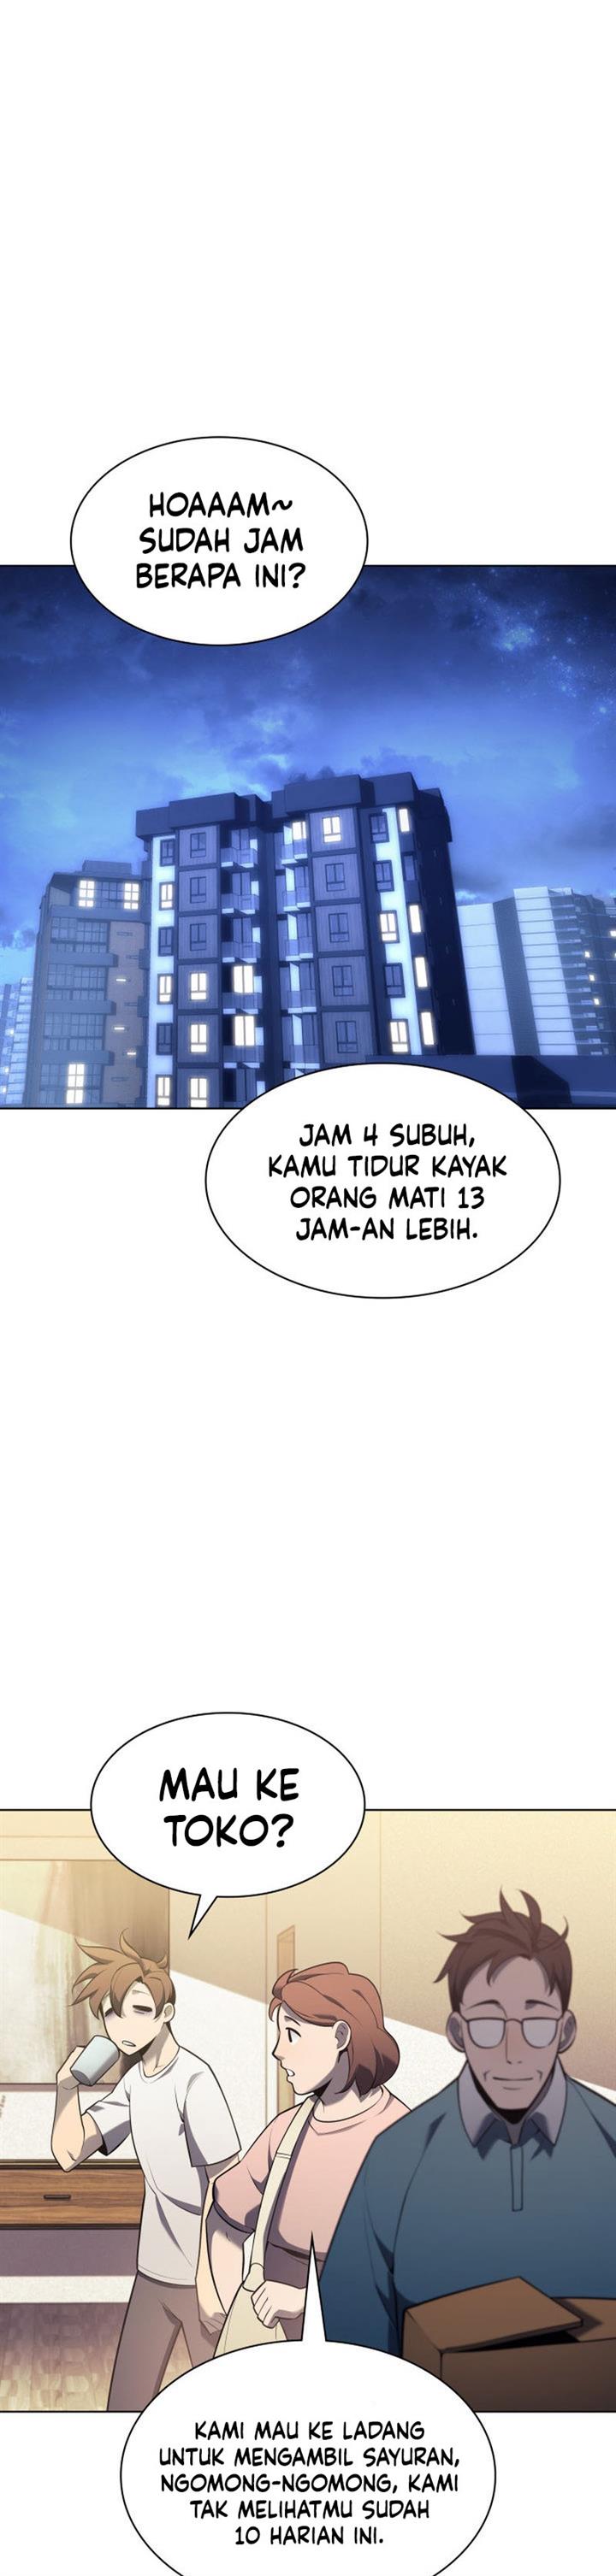 HOAAAM~
SUDAH JAM
BERAPA INI?
JAM 4 SUBUH,
KAMU TIDUR KAYAK
ORANG MATI 13
JAM-AN LEBIH.
MAU KE
TOKO?
KAMI MAU KE LADANG
UNTUK MENGAMBIL SAYURAN,
NGOMONG-NGOMONG, KAMI
TAK MELIHATMU SUDAH
10 HARIAN INI.